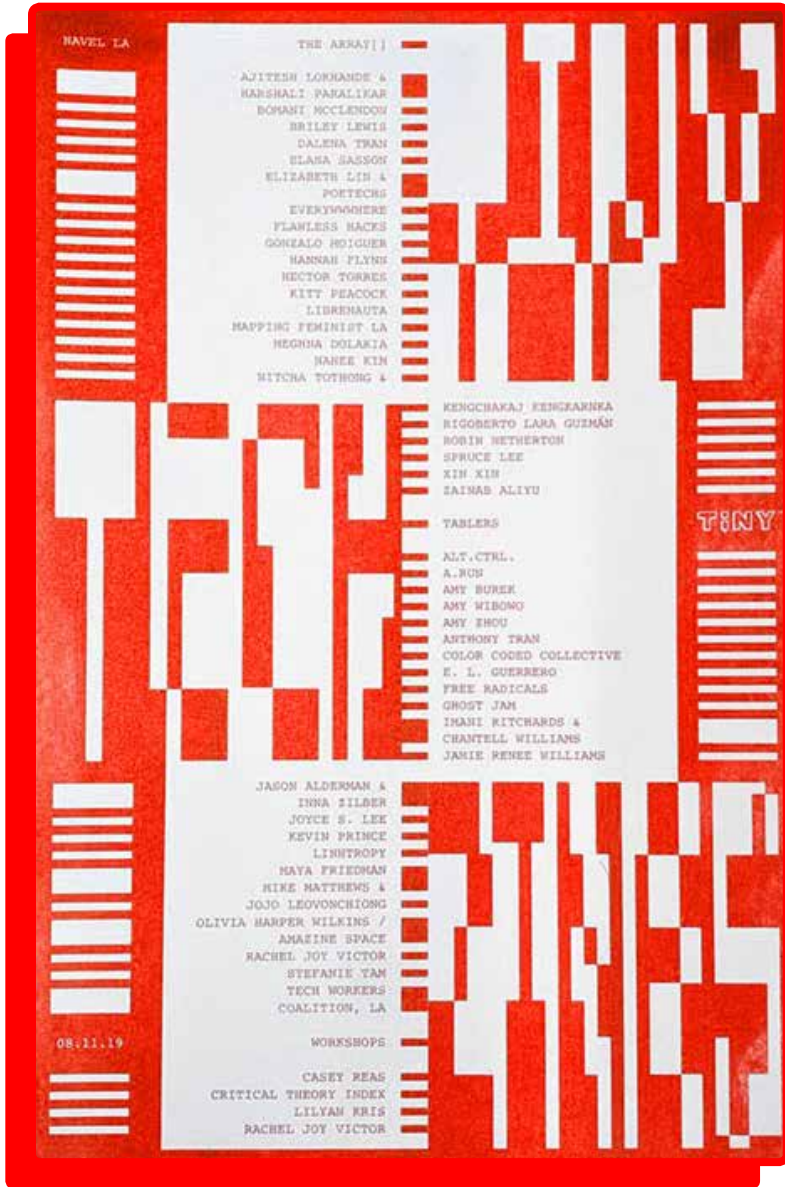 NAVEL LA
THE ARRAY[]
TINY
AJITESH LOKHANDE &
HARSHALI PARALIKAR
BOMANI MCCLENDON
BRILEY LEWIS
DALENA TRAN
ELANA SASSON
ELIZABETH LIN &
POETECHS
EVERYWWWHERE
FLAWLESS HACKS
GONZALO MOIGUER
HANNAH FLYNN
HECTOR TORRES
KITT PEACOCK
LIBRENAUTA
MAPPING FEMINIST LA
MEGHNA DOLAKIA
NAHEE KIM
NITCHA TOTHONG &
TECH
KENGCHAKAJ KENGKARNKA
RIGOBERTO LARA GUZMÁN
ROBIN NETHERTON
SPRUCE LEE
XIN XIN
ZAINAB ALIYU
TABLERS
TINY
ALT.CTRL.
A.RUN
AMY BUREK
AMY WIBOWO
AMY ZHOU
ANTHONY TRAN
COLOR CODED COLLECTIVE
E. L. GUERRERO
FREE RADICALS
GHOST JAM
IMANI RITCHARDS &
CHANTELL WILLIAMS
JAMIE RENEE WILLIAMS
ZINES
JASON ALDERMAN &
INNA ZILBER
JOYCE S. LEE
KEVIN PRINCE
LINHTROPY
MAYA FRIEDMAN
MIKE MATTHEWS &
JOJO LEOVONCHIONG
OLIVIA HARPER WILKINS /
AMAZINE SPACE
RACHEL JOY VICTOR
STEFANIE TAM
TECH WORKERS
COALITION, LA
08.11.19
WORKSHOPS
CASEY REAS
CRITICAL THEORY INDEX
LILYAN KRIS
RACHEL JOY VICTOR